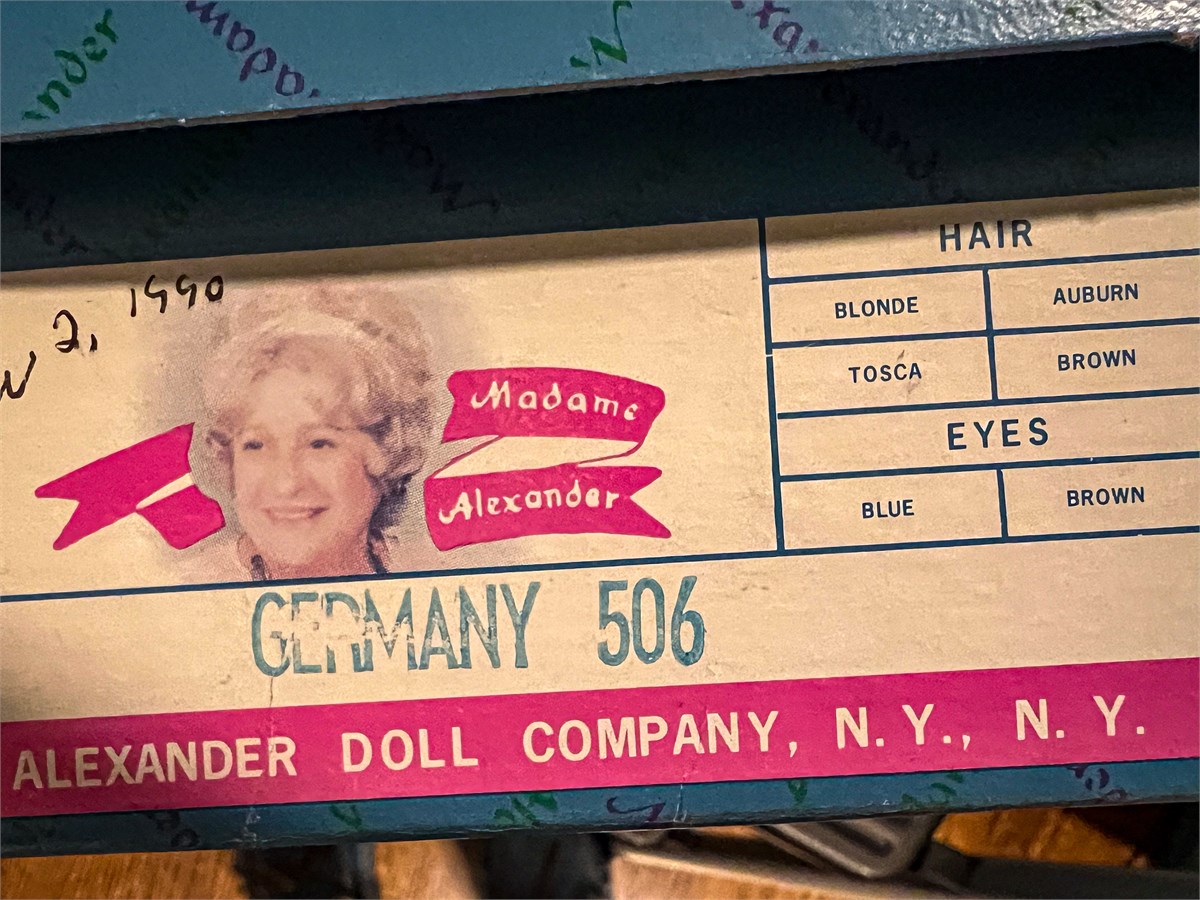 2, 1990
Madame
Alexander
HAIR
BLONDE AUBURN
TOSCA BROWN
EYES
BLUE BROWN
GERMANY 506
ALEXANDER DOLL COMPANY, N. Y., N. Y.